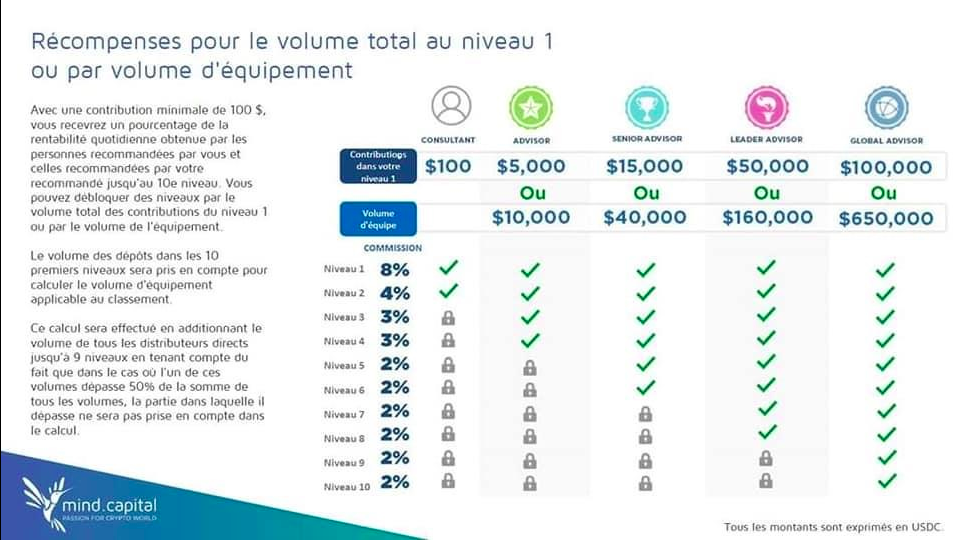 Récompenses pour le volume total au niveau 1
ou par volume d'équipement
Avec une contribution minimale de 100 $,
vous recevrez un pourcentage de la
rentabilité quotidienne obtenue par les
personnes recommandées par vous et
celles recommandées par votre
recommandé jusqu'au 10e niveau. Vous
pouvez débloquer des niveaux par le
volume total des contributions du niveau 1
ou par le volume de l'équipement.
Le volume des dépôts dans les 10
premiers niveaux sera pris en compte pour
calculer le volume d'équipement
applicable au classement.
Ce calcul sera effectué en additionnant le
volume de tous les distributeurs directs
jusqu'à 9 niveaux en tenant compte du
fait que dans le cas où l'un de ces
volumes dépasse 50% de la somme de
tous les volumes, la partie dans laquelle il
dépasse ne sera pas prise en compte dans
le calcul.
CONSULTANT ADVISOR SENIOR ADVISOR LEADER ADVISOR GLOBAL ADVISOR
Contributiogs
dans votre
niveau 1
$100 $5,000 $15,000 $50,000 $100,000
Ou Ou Ou Ou
Volume
d'équipe
$10,000 $40,000 $160,000 $650,000
COMMISSION
Niveau 1 8%
Niveau 2 4%
Niveau 3 3%
Niveau 4 3%
Niveau 5 2%
Niveau 6 2%
Niveau 7 2%
Niveau 8 2%
Niveau 9 2%
Niveau 10 2%
mind.capital
PASSION FOR CRYPTO WORLD
Tous les montants sont exprimés en USDC.